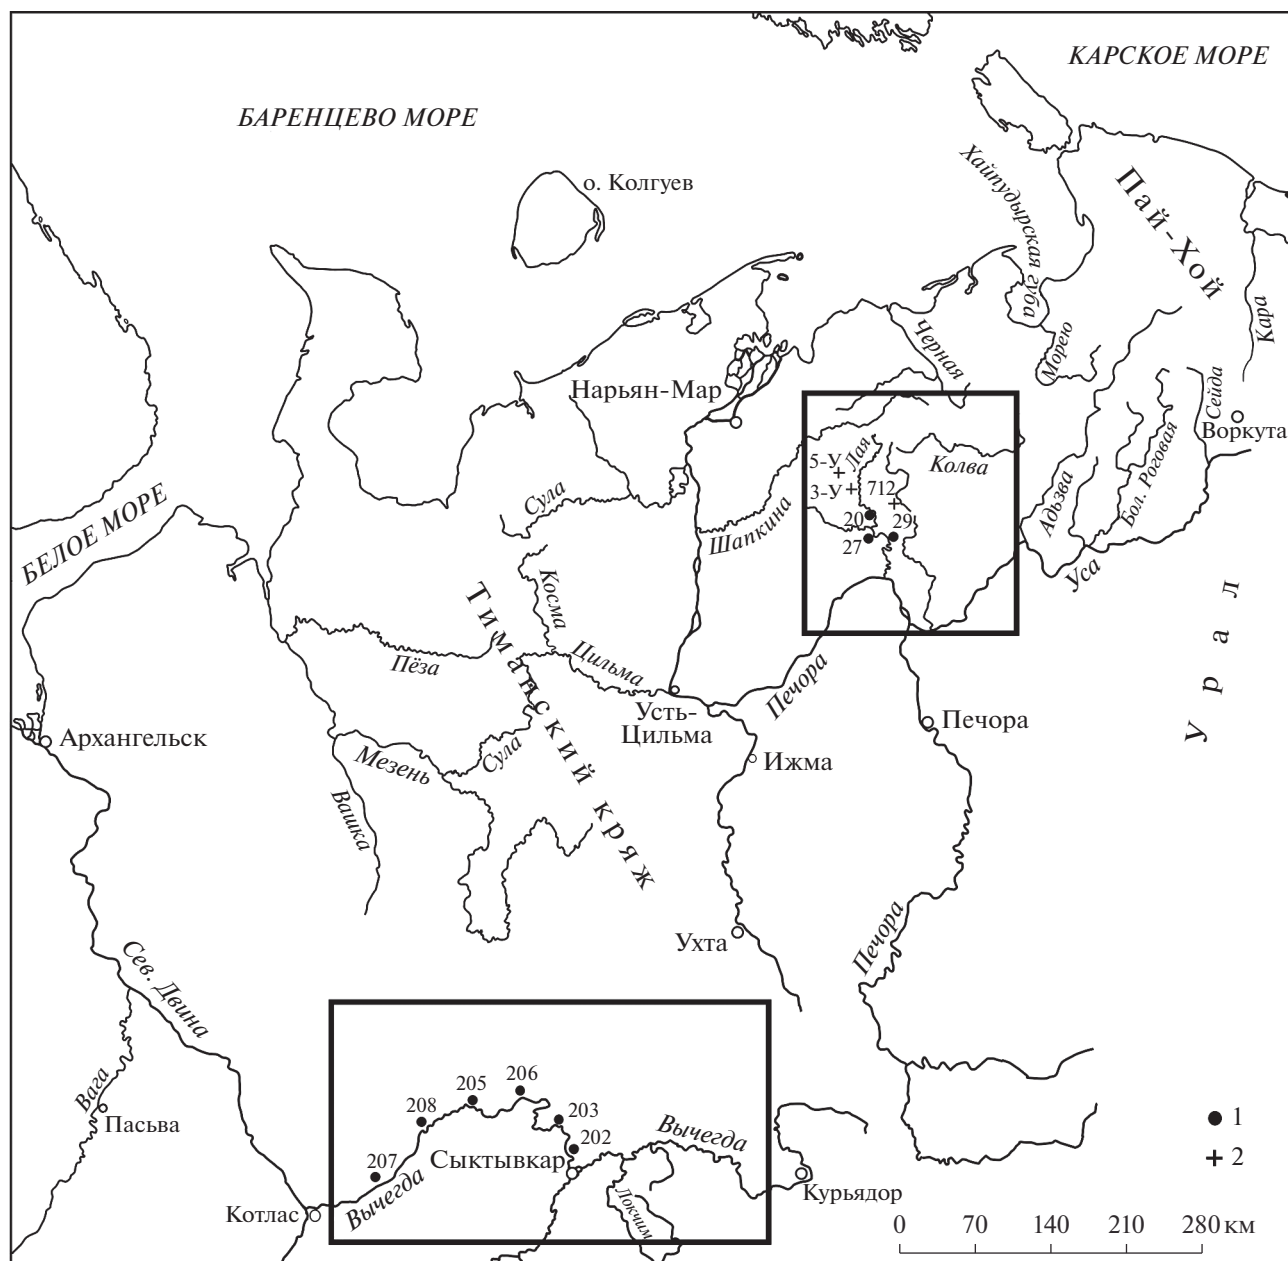 КАРСКОЕ МОРЕ
БАРЕНЦЕВО МОРЕ
о. Колгуев
Хайпудырская губа
Пай-Хой
Кара
Черная
Морею
Нарьян-Мар
Сейда
Воркута
Лая
Колва
5-У
3-У
712
20
29
27
Адьзва
Бол. Роговая
Уса
Сула
Шапкина
БЕЛОЕ МОРЕ
Косма
Тиманский кряж
Урал
Пёза
Цильма
Печора
Усть-
Цильма
Печора
Архангельск
Мезень
Сула
Ижма
Вашка
Ухта
Печора
Сев. Двина
Вага
Пасьва
206
205
208
203
202
207
Вычегда
Сыктывкар
Вычегда
Локчим
Курьядор
Котлас
1
2
0 70 140 210 280 км